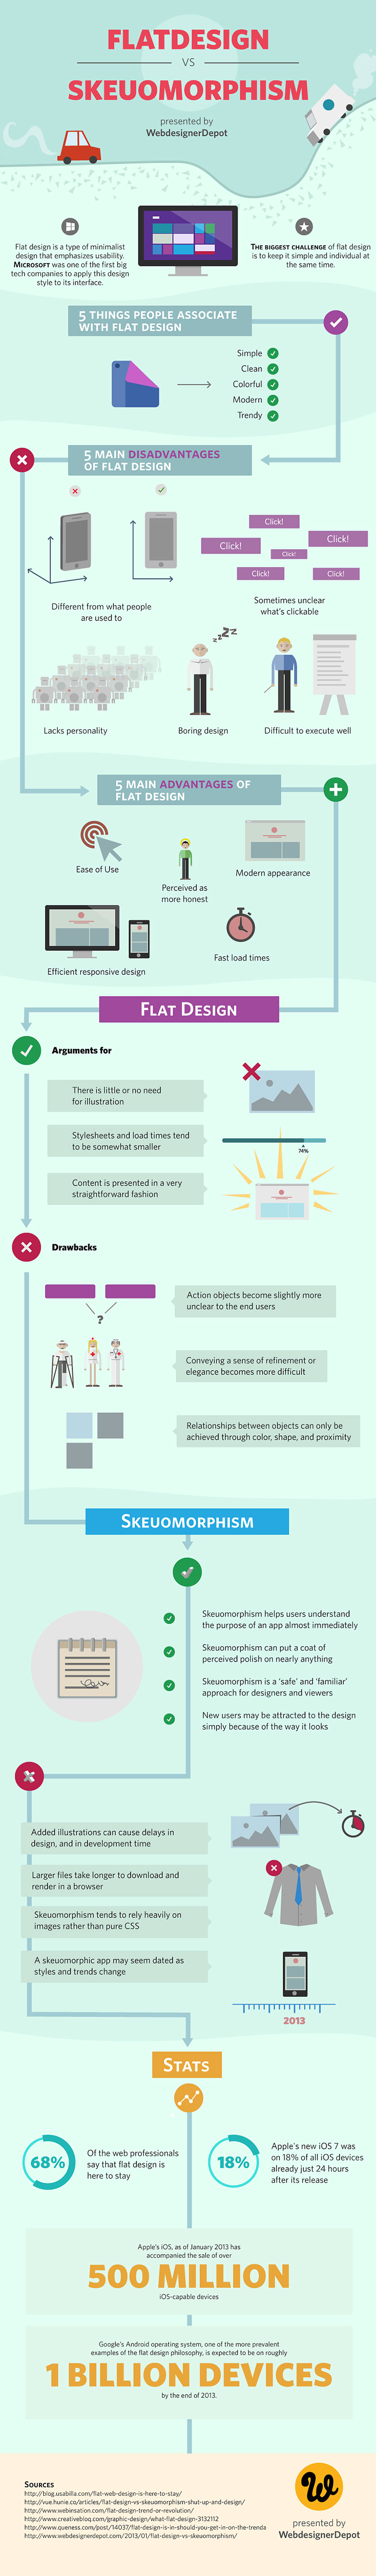 FLATDESIGN
VS
SKEUOMORPHISM
presented by
WebdesignerDepot
Flat design is a type of minimalist
design that emphasizes usability.
MICROSOFT was one of the first big
tech companies to apply this design
style to its interface.
THE BIGGEST CHALLENGE of flat design
is to keep it simple and individual at
the same time.
5 THINGS PEOPLE ASSOCIATE
WITH FLAT DESIGN
Simple
Clean
Colorful
Modern
Trendy
5 MAIN DISADVANTAGES
OF FLAT DESIGN
Click!
Click!
Click!
Click!
Click!
Click!
Different from what people
are used to
Sometimes unclear
what's clickable
zzZzZ
Lacks personality
Boring design
Difficult to execute well
5 MAIN ADVANTAGES OF
FLAT DESIGN
Ease of Use
Perceived as
more honest
Modern appearance
Efficient responsive design
Fast load times
FLAT DESIGN
Arguments for
There is little or no need
for illustration
Stylesheets and load times tend
to be somewhat smaller
74%
Content is presented in a very
straightforward fashion
Drawbacks
?
Action objects become slightly more
unclear to the end users
Conveying a sense of refinement or
elegance becomes more difficult
Relationships between objects can only be
achieved through color, shape, and proximity
SKEUOMORPHISM
Skeuomorphism helps users understand
the purpose of an app almost immediately
Skeuomorphism can put a coat of
perceived polish on nearly anything
Skeuomorphism is a 'safe' and 'familiar'
approach for designers and viewers
New users may be attracted to the design
simply because of the way it looks
Added illustrations can cause delays in
design, and in development time
Larger files take longer to download and
render in a browser
Skeuomorphism tends to rely heavily on
images rather than pure CSS
A skeuomorphic app may seem dated as
styles and trends change
2013
STATS
68%
Of the web professionals
say that flat design is
here to stay
18%
Apple's new iOS 7 was
on 18% of all iOS devices
already just 24 hours
after its release
Apple's iOS, as of January 2013 has
accompanied the sale of over
500 MILLION
iOS-capable devices
Google's Android operating system, one of the more prevalent
examples of the flat design philosophy, is expected to be on roughly
1 BILLION DEVICES
by the end of 2013.
SOURCES
http://blog.usabilla.com/flat-web-design-is-here-to-stay/
http://vue.hurie.co/articles/flat-design-vs-skeuomorphism-shut-up-and-design/
http://www.webinsation.com/flat-design-trend-or-revolution/
http://www.creativebloq.com/graphic-design/what-flat-design-3132112
http://www.queness.com/post/14037/flat-design-is-in-should-you-get-in-on-the-trenda
http://www.webdesignerdepot.com/2013/01/flat-design-vs-skeuomorphism/
W
presented by
WebdesignerDepot